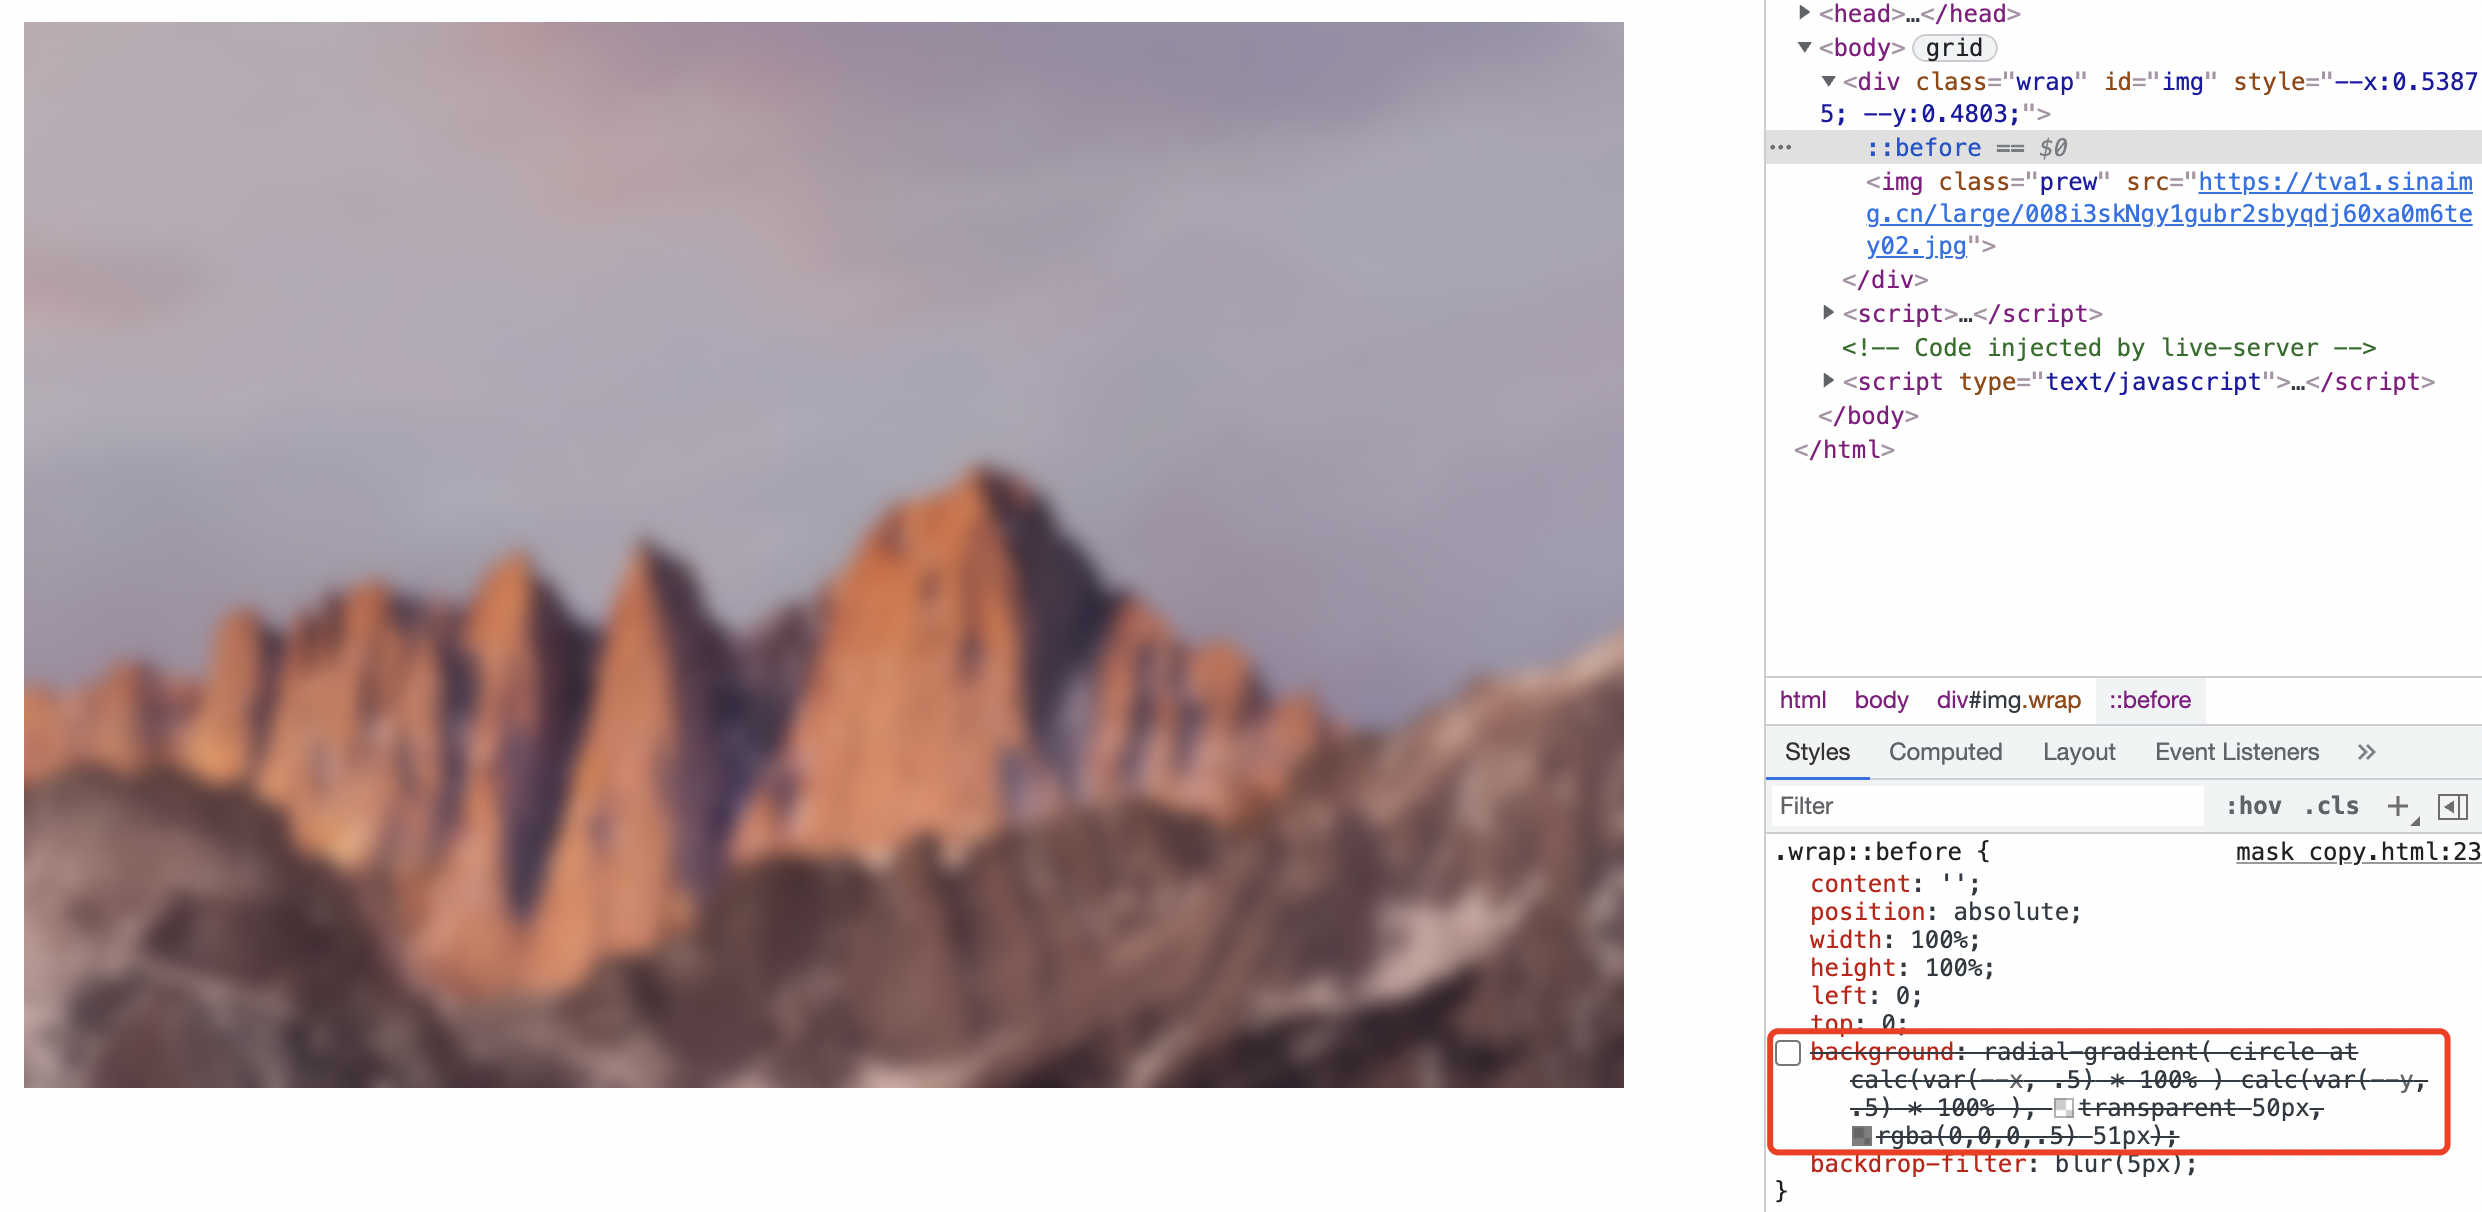 <head>…</head>
<body> grid
<div class="wrap" id="img" style="--x:0.5387
5; --y:0.4803;">
::before == $0
<img class="prew" src="https://tva1.sinaim
g.cn/large/008i3skNgy1gubr2sbyqdj60xa0m6te
y02.jpg">
</div>
<script>…</script>
<!-- Code injected by live-server -->
<script type="text/javascript">…</script>
</body>
</html>
html body div#img.wrap ::before
Styles Computed Layout Event Listeners »
Filter :hov .cls +
.wrap::before { mask copy.html:23
content: '';
position: absolute;
width: 100%;
height: 100%;
left: 0;
top: 0;
background: radial-gradient( circle at
calc(var(--x, .5) * 100% ) calc(var(--y,
.5) * 100% ), transparent 50px,
rgba(0,0,0,.5) 51px);
backdrop-filter: blur(5px);
}